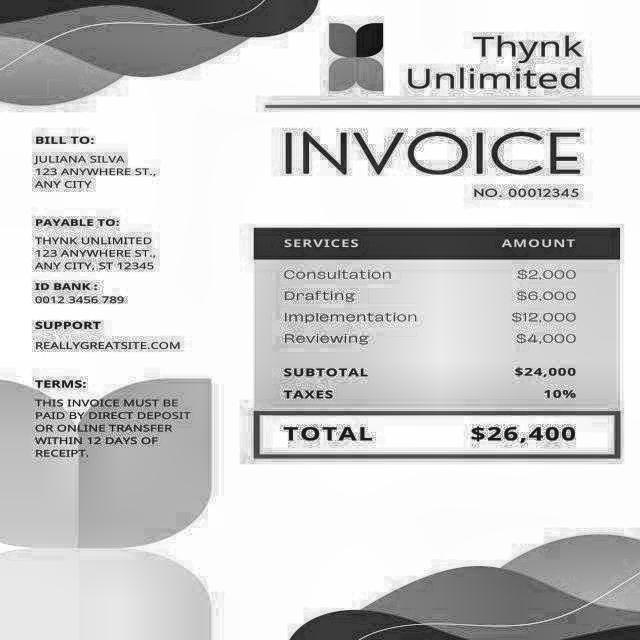 Thynk
Unlimited
INVOICE
NO. 00012345
BILL TO:
JULIANA SILVA
123 ANYWHERE ST.,
ANY CITY
PAYABLE TO:
THYNK UNLIMITED
123 ANYWHERE ST.,
ANY CITY, ST 12345
ID BANK :
0012 3456 789
SUPPORT
REALLYGREATSITE.COM
TERMS:
THIS INVOICE MUST BE
PAID BY DIRECT DEPOSIT
OR ONLINE TRANSFER
WITHIN 12 DAYS OF
RECEIPT.
SERVICES AMOUNT
Consultation $2,000
Drafting $6,000
Implementation $12,000
Reviewing $4,000
SUBTOTAL $24,000
TAXES 10%
TOTAL $26,400